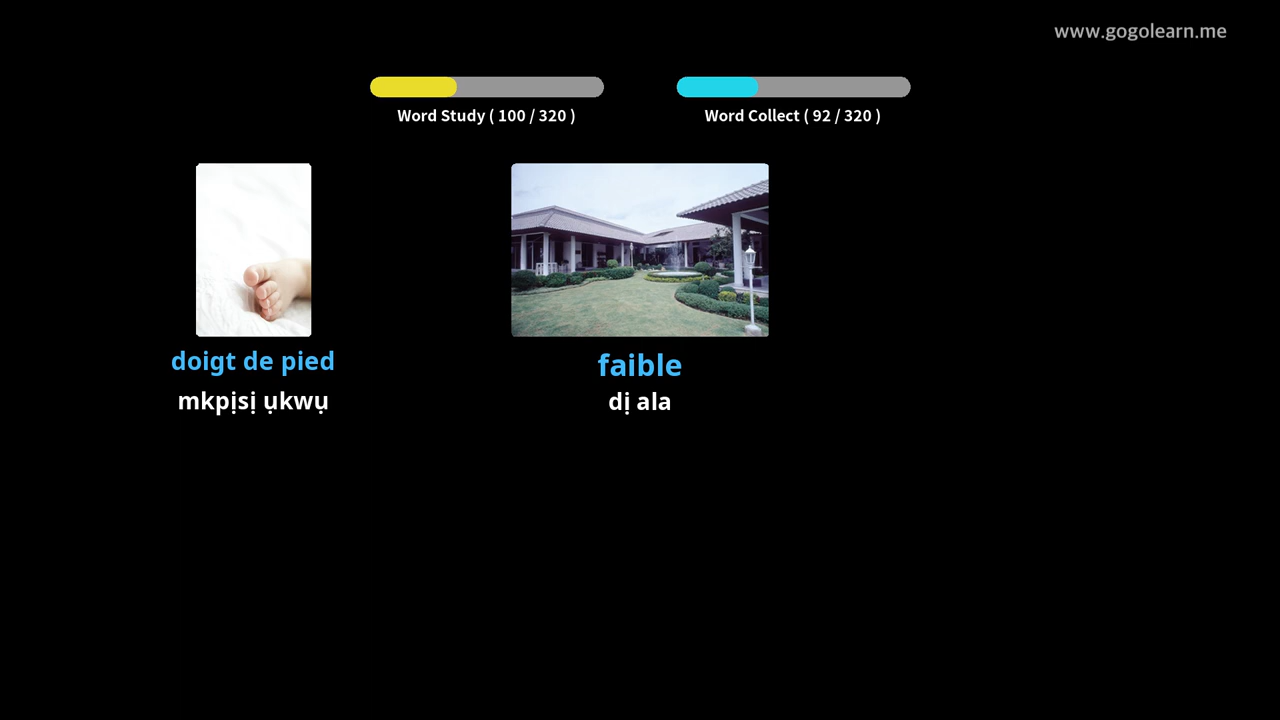 www.gogolearn.me
Word Study ( 100 / 320 )
Word Collect ( 92 / 320 )
doigt de pied
mkpịsị ụkwụ
faible
dị ala